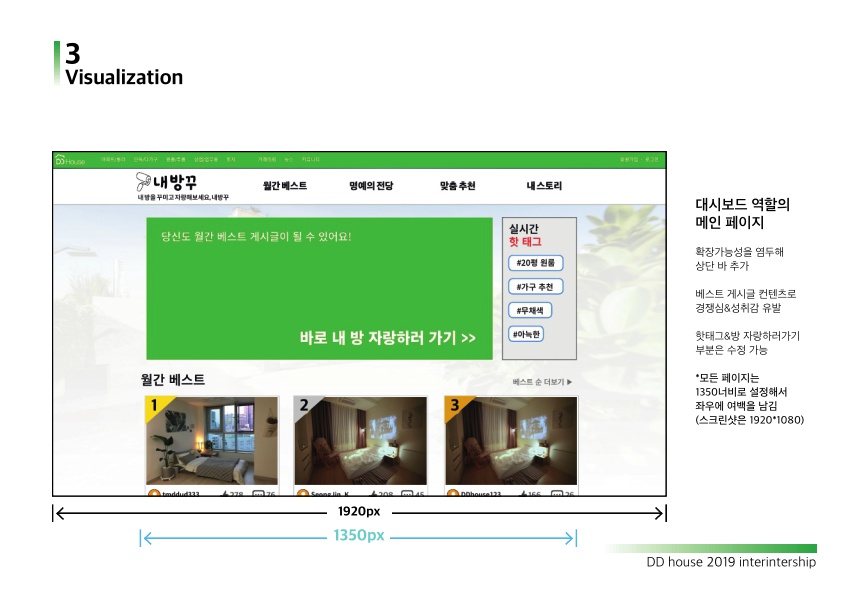 3
Visualization
House
내방꾸
내 방을 꾸미고 자랑해보세요, 내방꾸
월간 베스트
명예의 전당
맞춤 추천
내 스토리
당신도 월간 베스트 게시글이 될 수 있어요!
바로 내 방 자랑하러 가기 >>
실시간
핫 태그
#20평 원룸
#가구 추천
#무채색
#아늑한
월간 베스트
베스트 순 더보기 ▶
1
2
3
tmddud333 278 76
Seong Jin_K 208 45
DDhouse123 166 26
1920px
1350px
대시보드 역할의
메인 페이지
확장가능성을 염두해
상단 바 추가
베스트 게시글 컨텐츠로
경쟁심&성취감 유발
핫태그&방 자랑하러가기
부분은 수정 가능
*모든 페이지는
1350너비로 설정해서
좌우에 여백을 남김
(스크린샷은 1920*1080)
DD house 2019 interintership